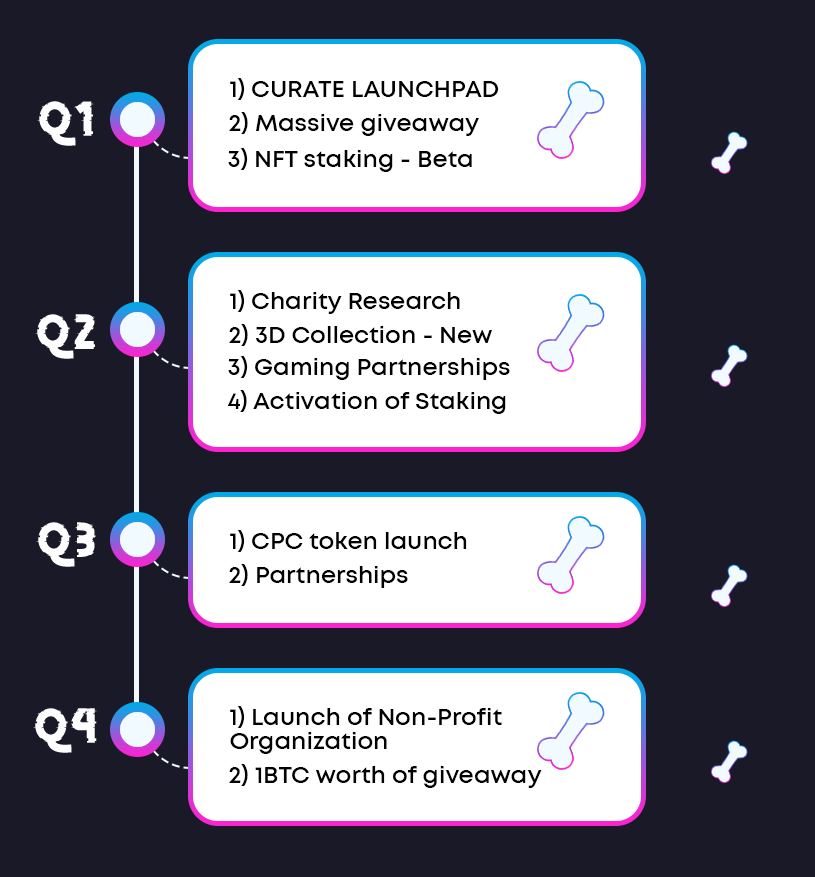 Q1
1) CURATE LAUNCHPAD
2) Massive giveaway
3) NFT staking - Beta
Q2
1) Charity Research
2) 3D Collection - New
3) Gaming Partnerships
4) Activation of Staking
Q3
1) CPC token launch
2) Partnerships
Q4
1) Launch of Non-Profit
Organization
2) 1BTC worth of giveaway